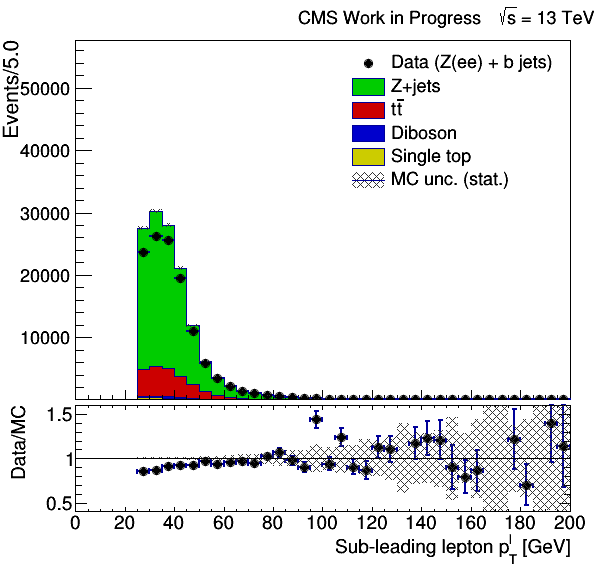 CMS Work in Progress √s = 13 TeV
Events/5.0
50000
40000
30000
20000
10000
Data (Z(ee) + b jets)
Z+jets
tt̅
Diboson
Single top
MC unc. (stat.)
Data/MC
1.5
1
0.5
0 20 40 60 80 100 120 140 160 180 200
Sub-leading lepton p_T^l [GeV]